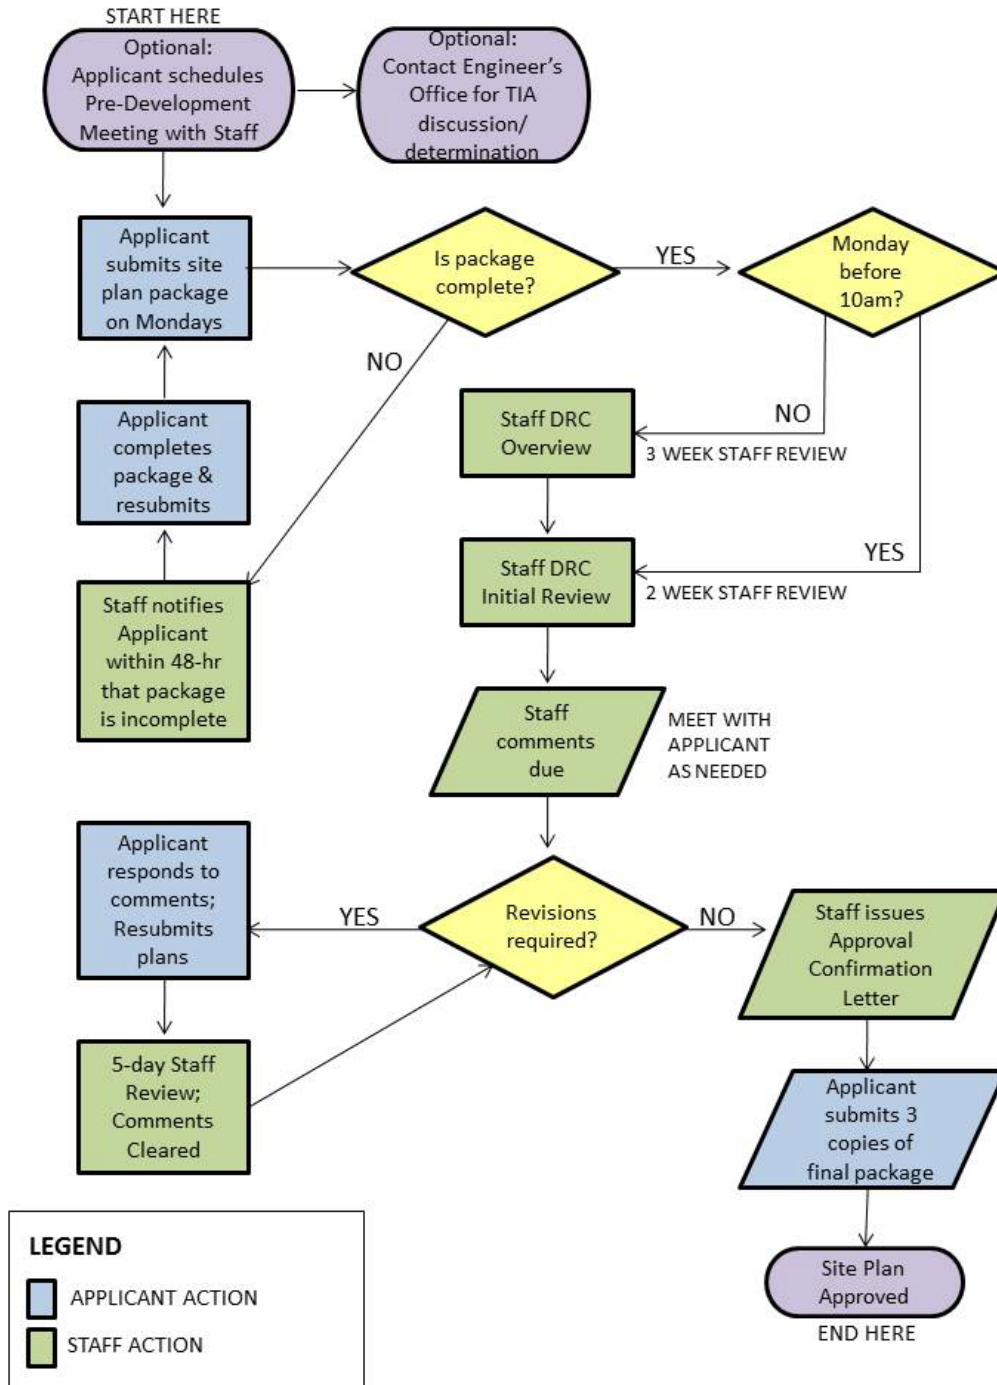 START HERE
Optional:
Applicant schedules
Pre-Development
Meeting with Staff
Optional:
Contact Engineer's
Office for TIA
discussion/
determination
Applicant
submits site
plan package
on Mondays
Is package
complete?
YES
Monday
before
10am?
NO
Applicant
completes
package &
resubmits
Staff DRC
Overview
NO
3 WEEK STAFF REVIEW
Staff DRC
Initial Review
YES
2 WEEK STAFF REVIEW
Staff notifies
Applicant
within 48-hr
that package
is incomplete
Staff
comments
due
MEET WITH
APPLICANT
AS NEEDED
Applicant
responds to
comments;
Resubmits
plans
YES
Revisions
required?
NO
Staff issues
Approval
Confirmation
Letter
5-day Staff
Review;
Comments
Cleared
Applicant
submits 3
copies of
final package
Site Plan
Approved
END HERE
LEGEND
APPLICANT ACTION
STAFF ACTION